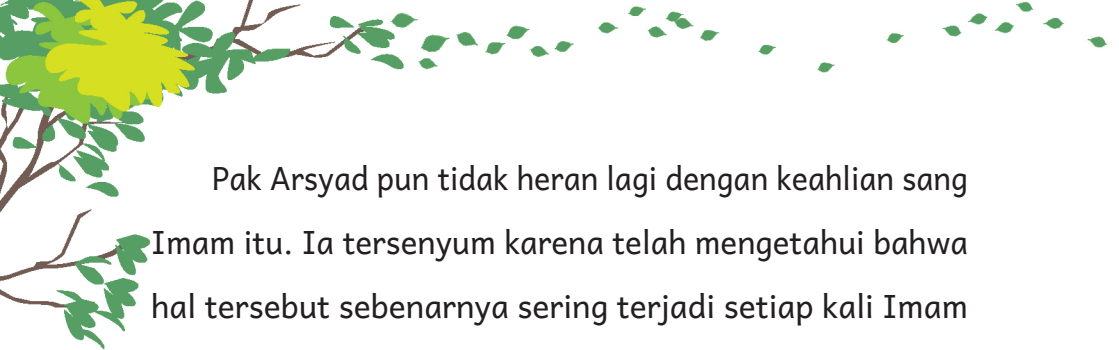 Pak Arsyad pun tidak heran lagi dengan keahlian sang
Imam itu. Ia tersenyum karena telah mengetahui bahwa
hal tersebut sebenarnya sering terjadi setiap kali Imam